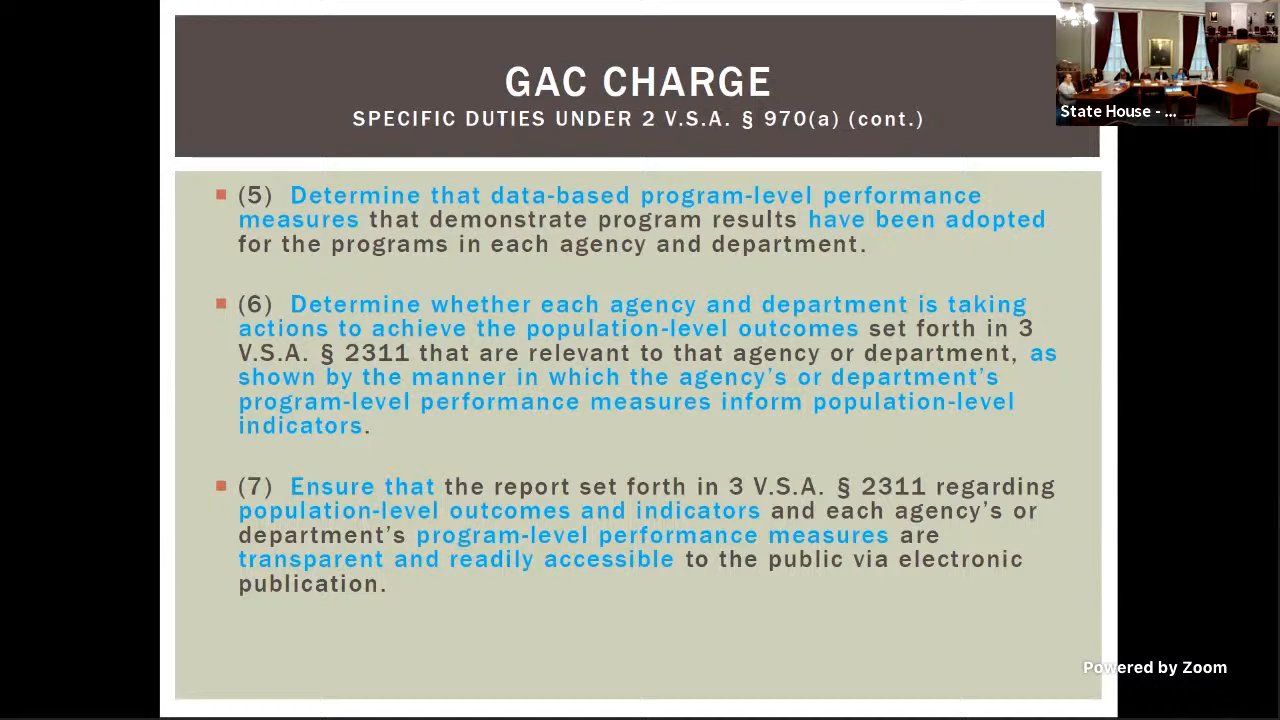 GAC CHARGE
SPECIFIC DUTIES UNDER 2 V.S.A. § 970(a) (cont.)
State House - ...
(5) Determine that data-based program-level performance
measures that demonstrate program results have been adopted
for the programs in each agency and department.
(6) Determine whether each agency and department is taking
actions to achieve the population-level outcomes set forth in 3
V.S.A. § 2311 that are relevant to that agency or department, as
shown by the manner in which the agency's or department's
program-level performance measures inform population-level
indicators.
(7) Ensure that the report set forth in 3 V.S.A. § 2311 regarding
population-level outcomes and indicators and each agency's or
department's program-level performance measures are
transparent and readily accessible to the public via electronic
publication.
Powered by Zoom